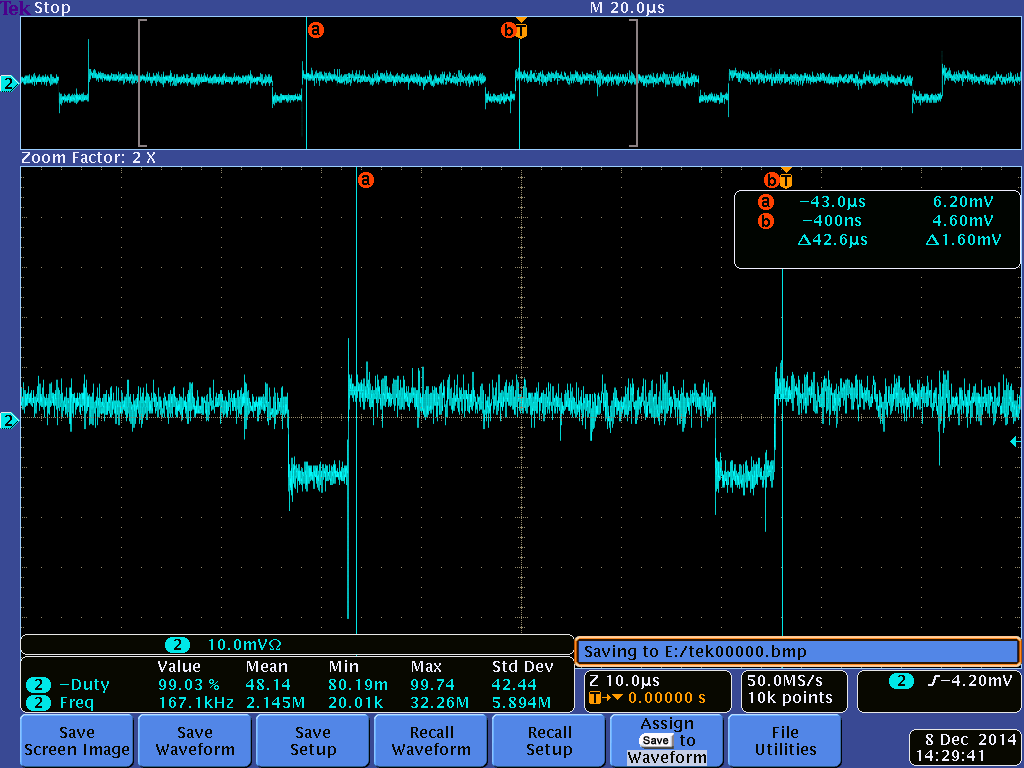 Tek Stop M 20.0µs
a b T
2
Zoom Factor: 2 X
a b T
a −43.0µs 6.20mV
b −400ns 4.60mV
Δ42.6µs Δ1.60mV
2
2 10.0mVΩ
Saving to E:/tek00000.bmp
Value Mean Min Max Std Dev
2 −Duty 99.03 % 48.14 80.19m 99.74 42.44
2 Freq 167.1kHz 2.145M 20.01k 32.26M 5.894M
Z 10.0µs
T→▼ 0.00000 s
50.0MS/s
10k points
2 ʃ −4.20mV
Save
Screen Image
Save
Waveform
Save
Setup
Recall
Waveform
Recall
Setup
Assign
Save to
Waveform
File
Utilities
8 Dec 2014
14:29:41